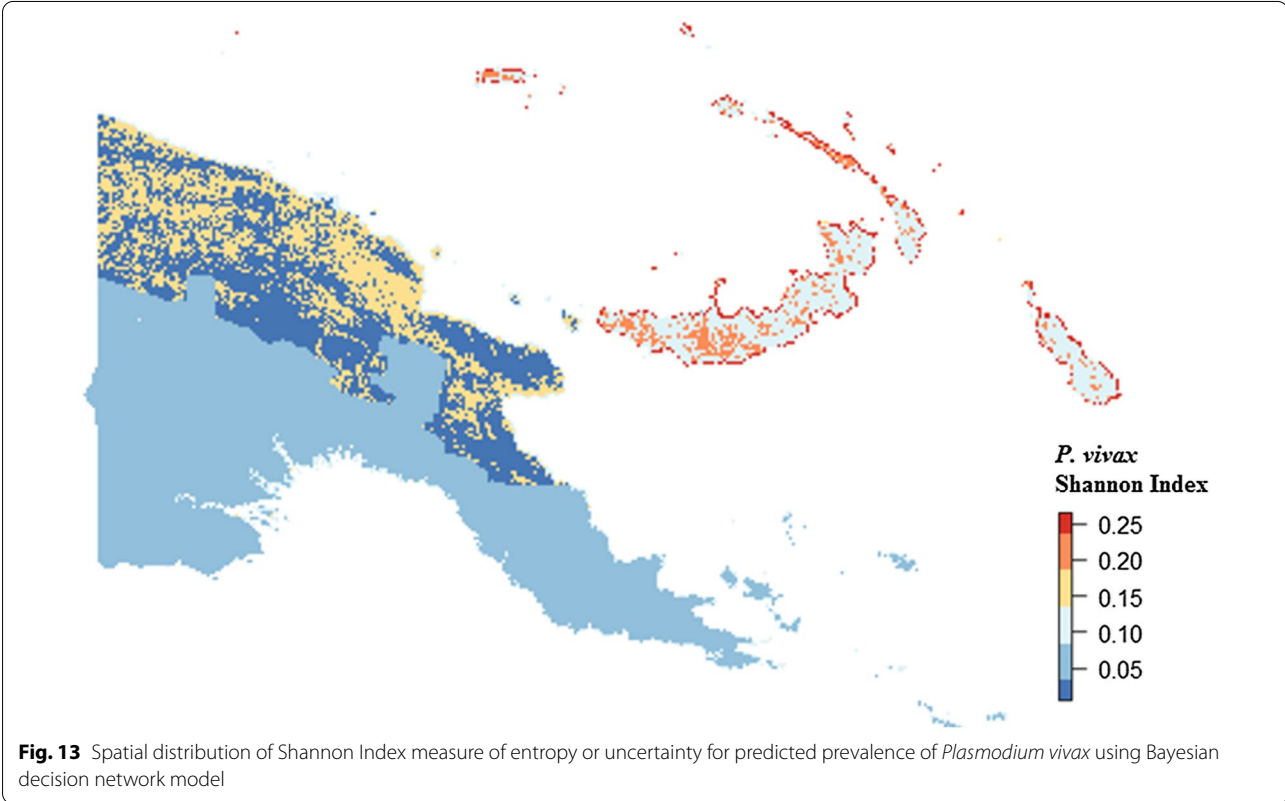 P. vivax
Shannon Index
0.25
0.20
0.15
0.10
0.05
Fig. 13 Spatial distribution of Shannon Index measure of entropy or uncertainty for predicted prevalence of Plasmodium vivax using Bayesian
decision network model